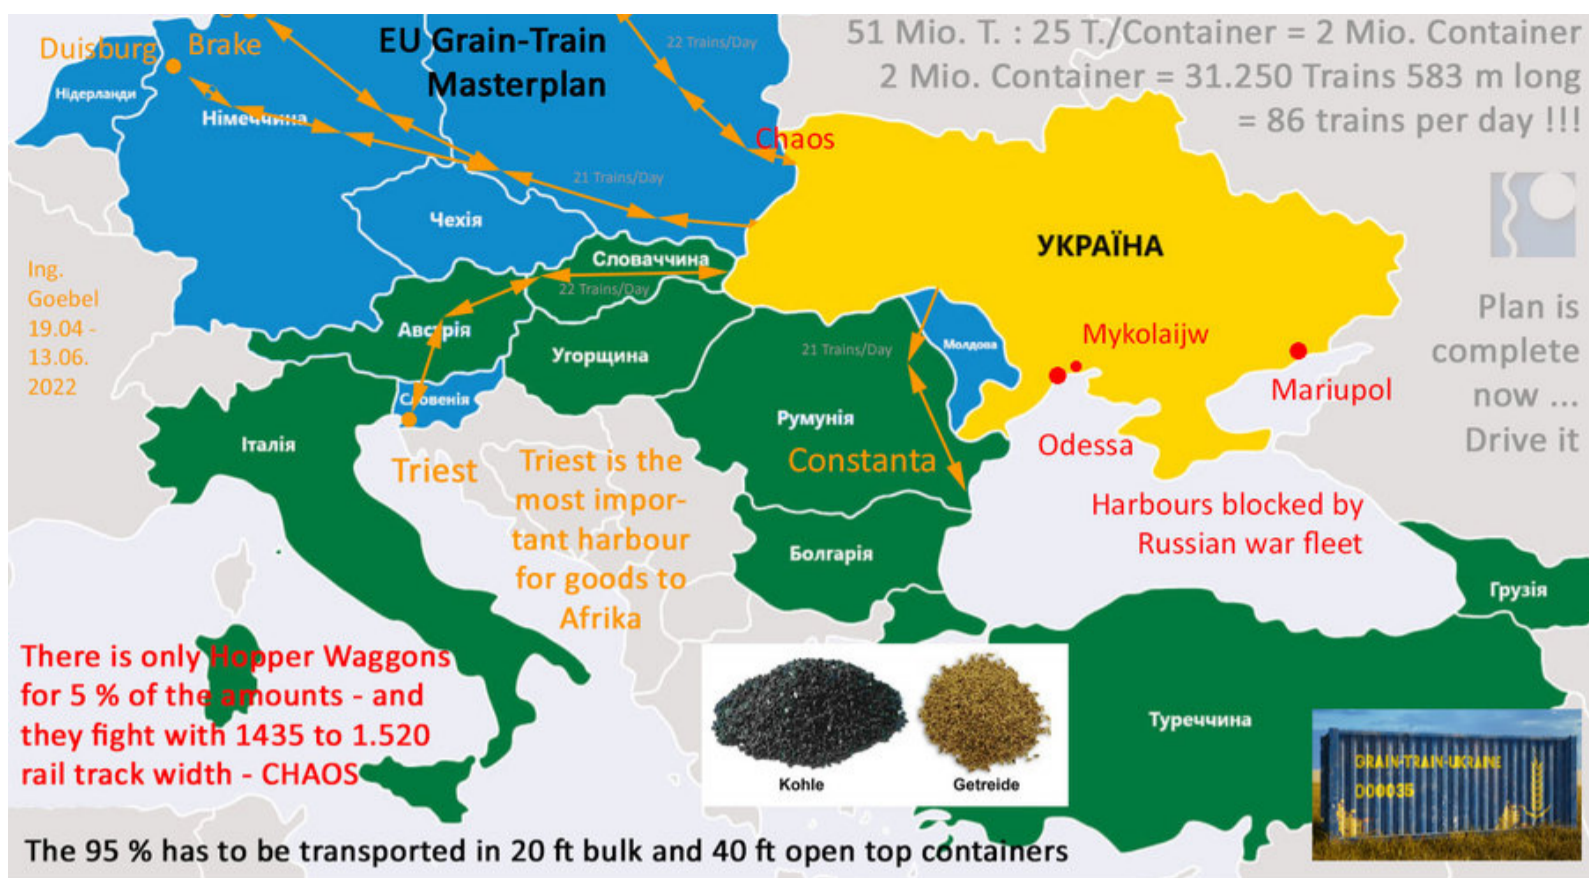 EU Grain-Train
Masterplan
51 Mio. T. : 25 T./Container = 2 Mio. Container
2 Mio. Container = 31.250 Trains 583 m long
= 86 trains per day !!!
Duisburg
Brake
22 Trains/Day
Нідерланди
Німеччина
Chaos
21 Trains/Day
Чехія
УКРАЇНА
Словаччина
22 Trains/Day
Ing.
Goebel
19.04 -
13.06.
2022
Австрія
Угорщина
21 Trains/Day
Молдова
Mykolaijw
Mariupol
Odessa
Plan is
complete
now ...
Drive it
Словенія
Італія
Румунія
Triest
Constanta
Triest is the
most impor-
tant harbour
for goods to
Afrika
Harbours blocked by
Russian war fleet
Болгарія
Грузія
There is only Hopper Waggons
for 5 % of the amounts - and
they fight with 1435 to 1.520
rail track width - CHAOS
Kohle
Getreide
Туреччина
GRAIN-TRAIN-UKRAINE
000035
The 95 % has to be transported in 20 ft bulk and 40 ft open top containers